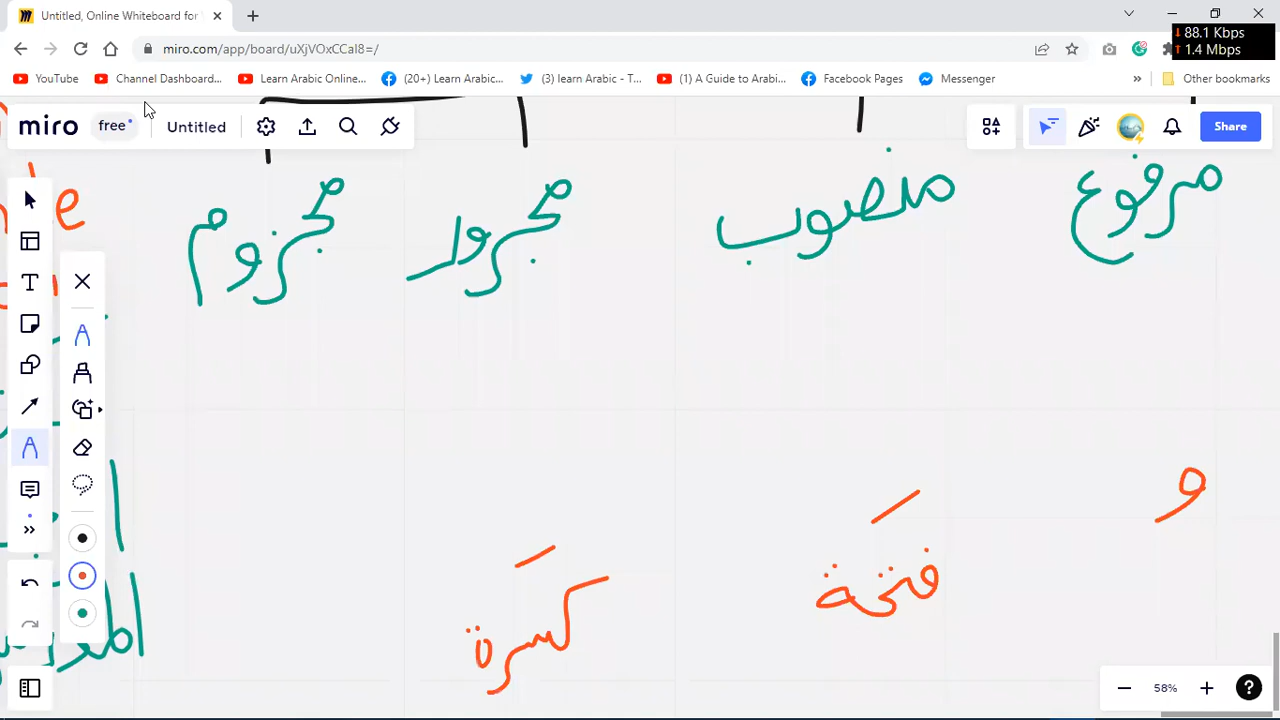 Untitled, Online Whiteboard for
88.1 Kbps
1.4 Mbps
miro.com/app/board/uXjVOxCCal8=/
YouTube Channel Dashboard... Learn Arabic Online... (20+) Learn Arabic... (3) learn Arabic - T... (1) A Guide to Arabi... Facebook Pages Messenger » Other bookmarks
miro free Untitled Share
مرفوع منصوب مجرور مجزوم
فتحة
كسرة
58%